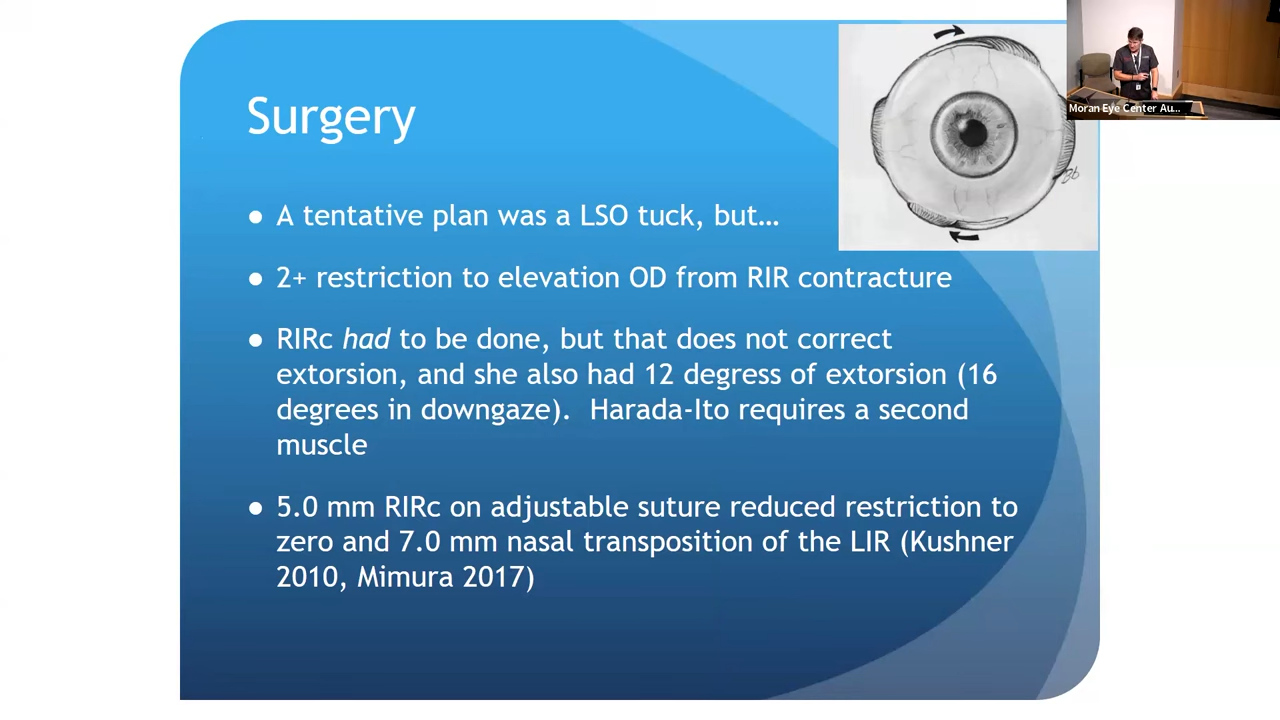 Surgery
● A tentative plan was a LSO tuck, but…
● 2+ restriction to elevation OD from RIR contracture
● RIRc had to be done, but that does not correct
extorsion, and she also had 12 degress of extorsion (16
degrees in downgaze).  Harada-Ito requires a second
muscle
● 5.0 mm RIRc on adjustable suture reduced restriction to
zero and 7.0 mm nasal transposition of the LIR (Kushner
2010, Mimura 2017)
Moran Eye Center Au...